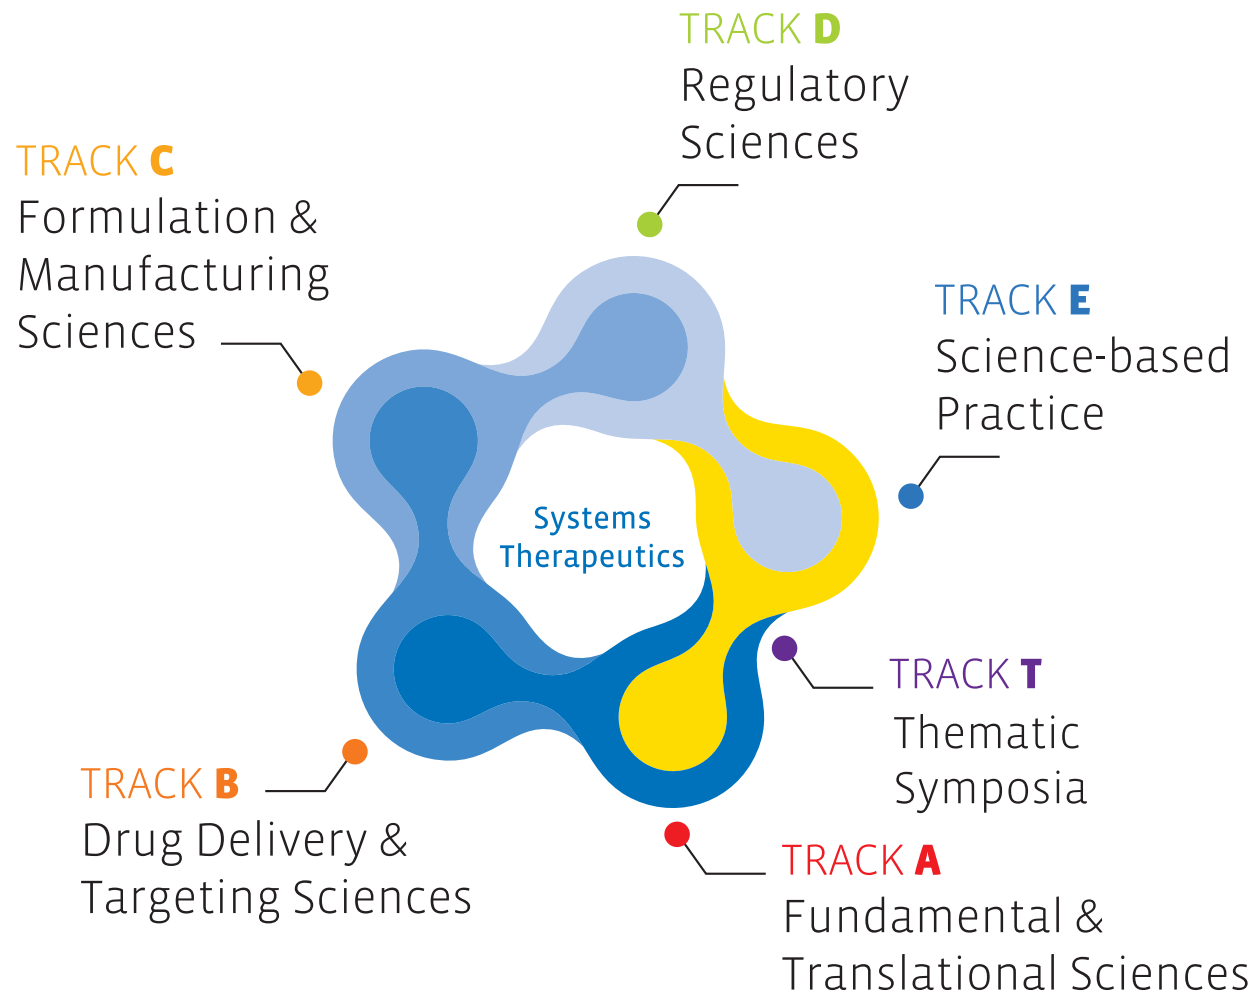 TRACK D
Regulatory
Sciences
TRACK C
Formulation &
Manufacturing
Sciences
TRACK E
Science-based
Practice
Systems
Therapeutics
TRACK T
Thematic
Symposia
TRACK B
Drug Delivery &
Targeting Sciences
TRACK A
Fundamental &
Translational Sciences